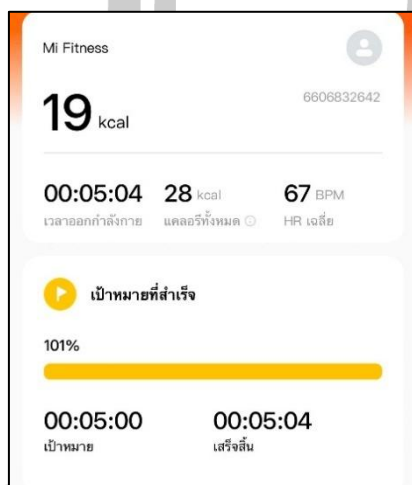 Mi Fitness
19 kcal
6606832642
00:05:04 28 kcal 67 BPM
เวลาออกกำลังกาย แคลอรีทั้งหมด HR เฉลี่ย
เป้าหมายที่สำเร็จ
101%
00:05:00 00:05:04
เป้าหมาย เสร็จสิ้น